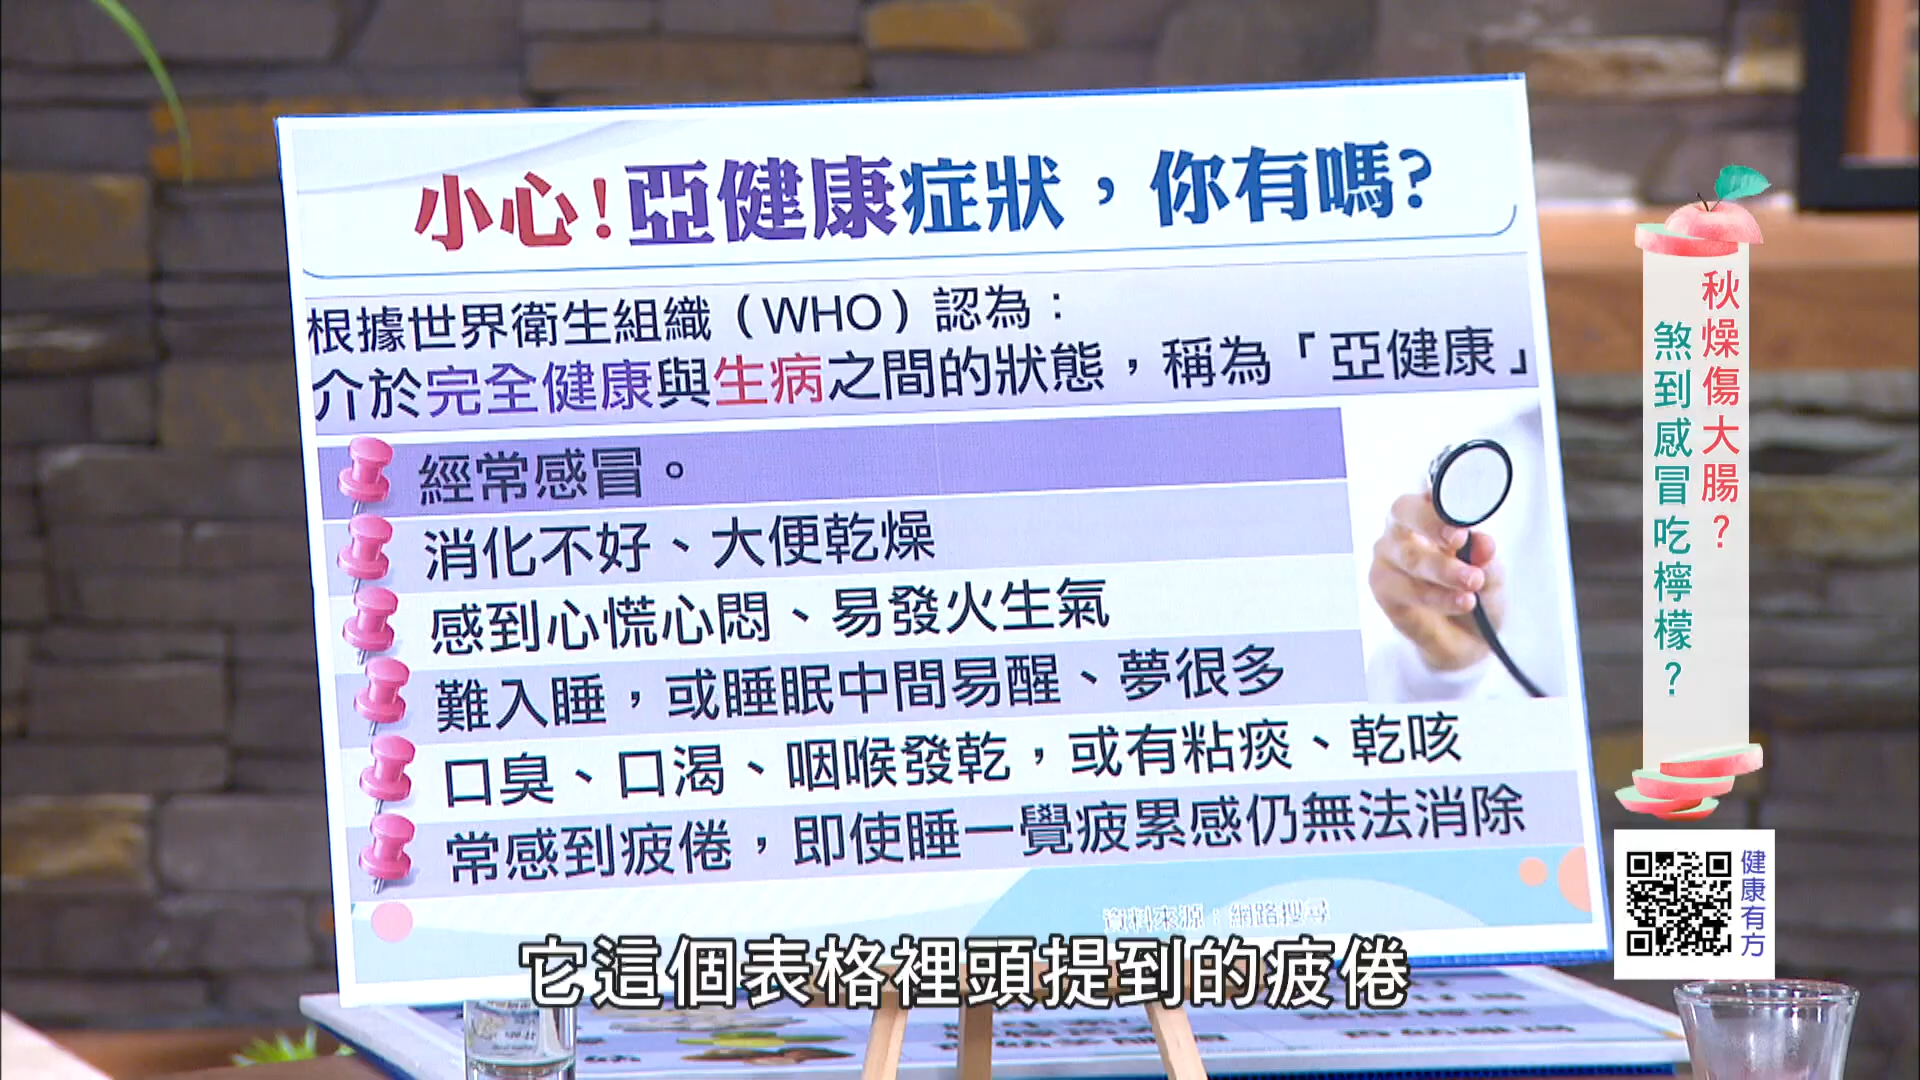 小心!亞健康症狀，你有嗎?
根據世界衛生組織（WHO）認為：
介於完全健康與生病之間的狀態，稱為「亞健康」
經常感冒。
消化不好、大便乾燥
感到心慌心悶、易發火生氣
難入睡，或睡眠中間易醒、夢很多
口臭、口渴、咽喉發乾，或有粘痰、乾咳
常感到疲倦，即使睡一覺疲累感仍無法消除
資料來源：網路搜尋
它這個表格裡頭提到的疲倦
秋燥傷大腸？
煞到感冒吃檸檬？
健康有方